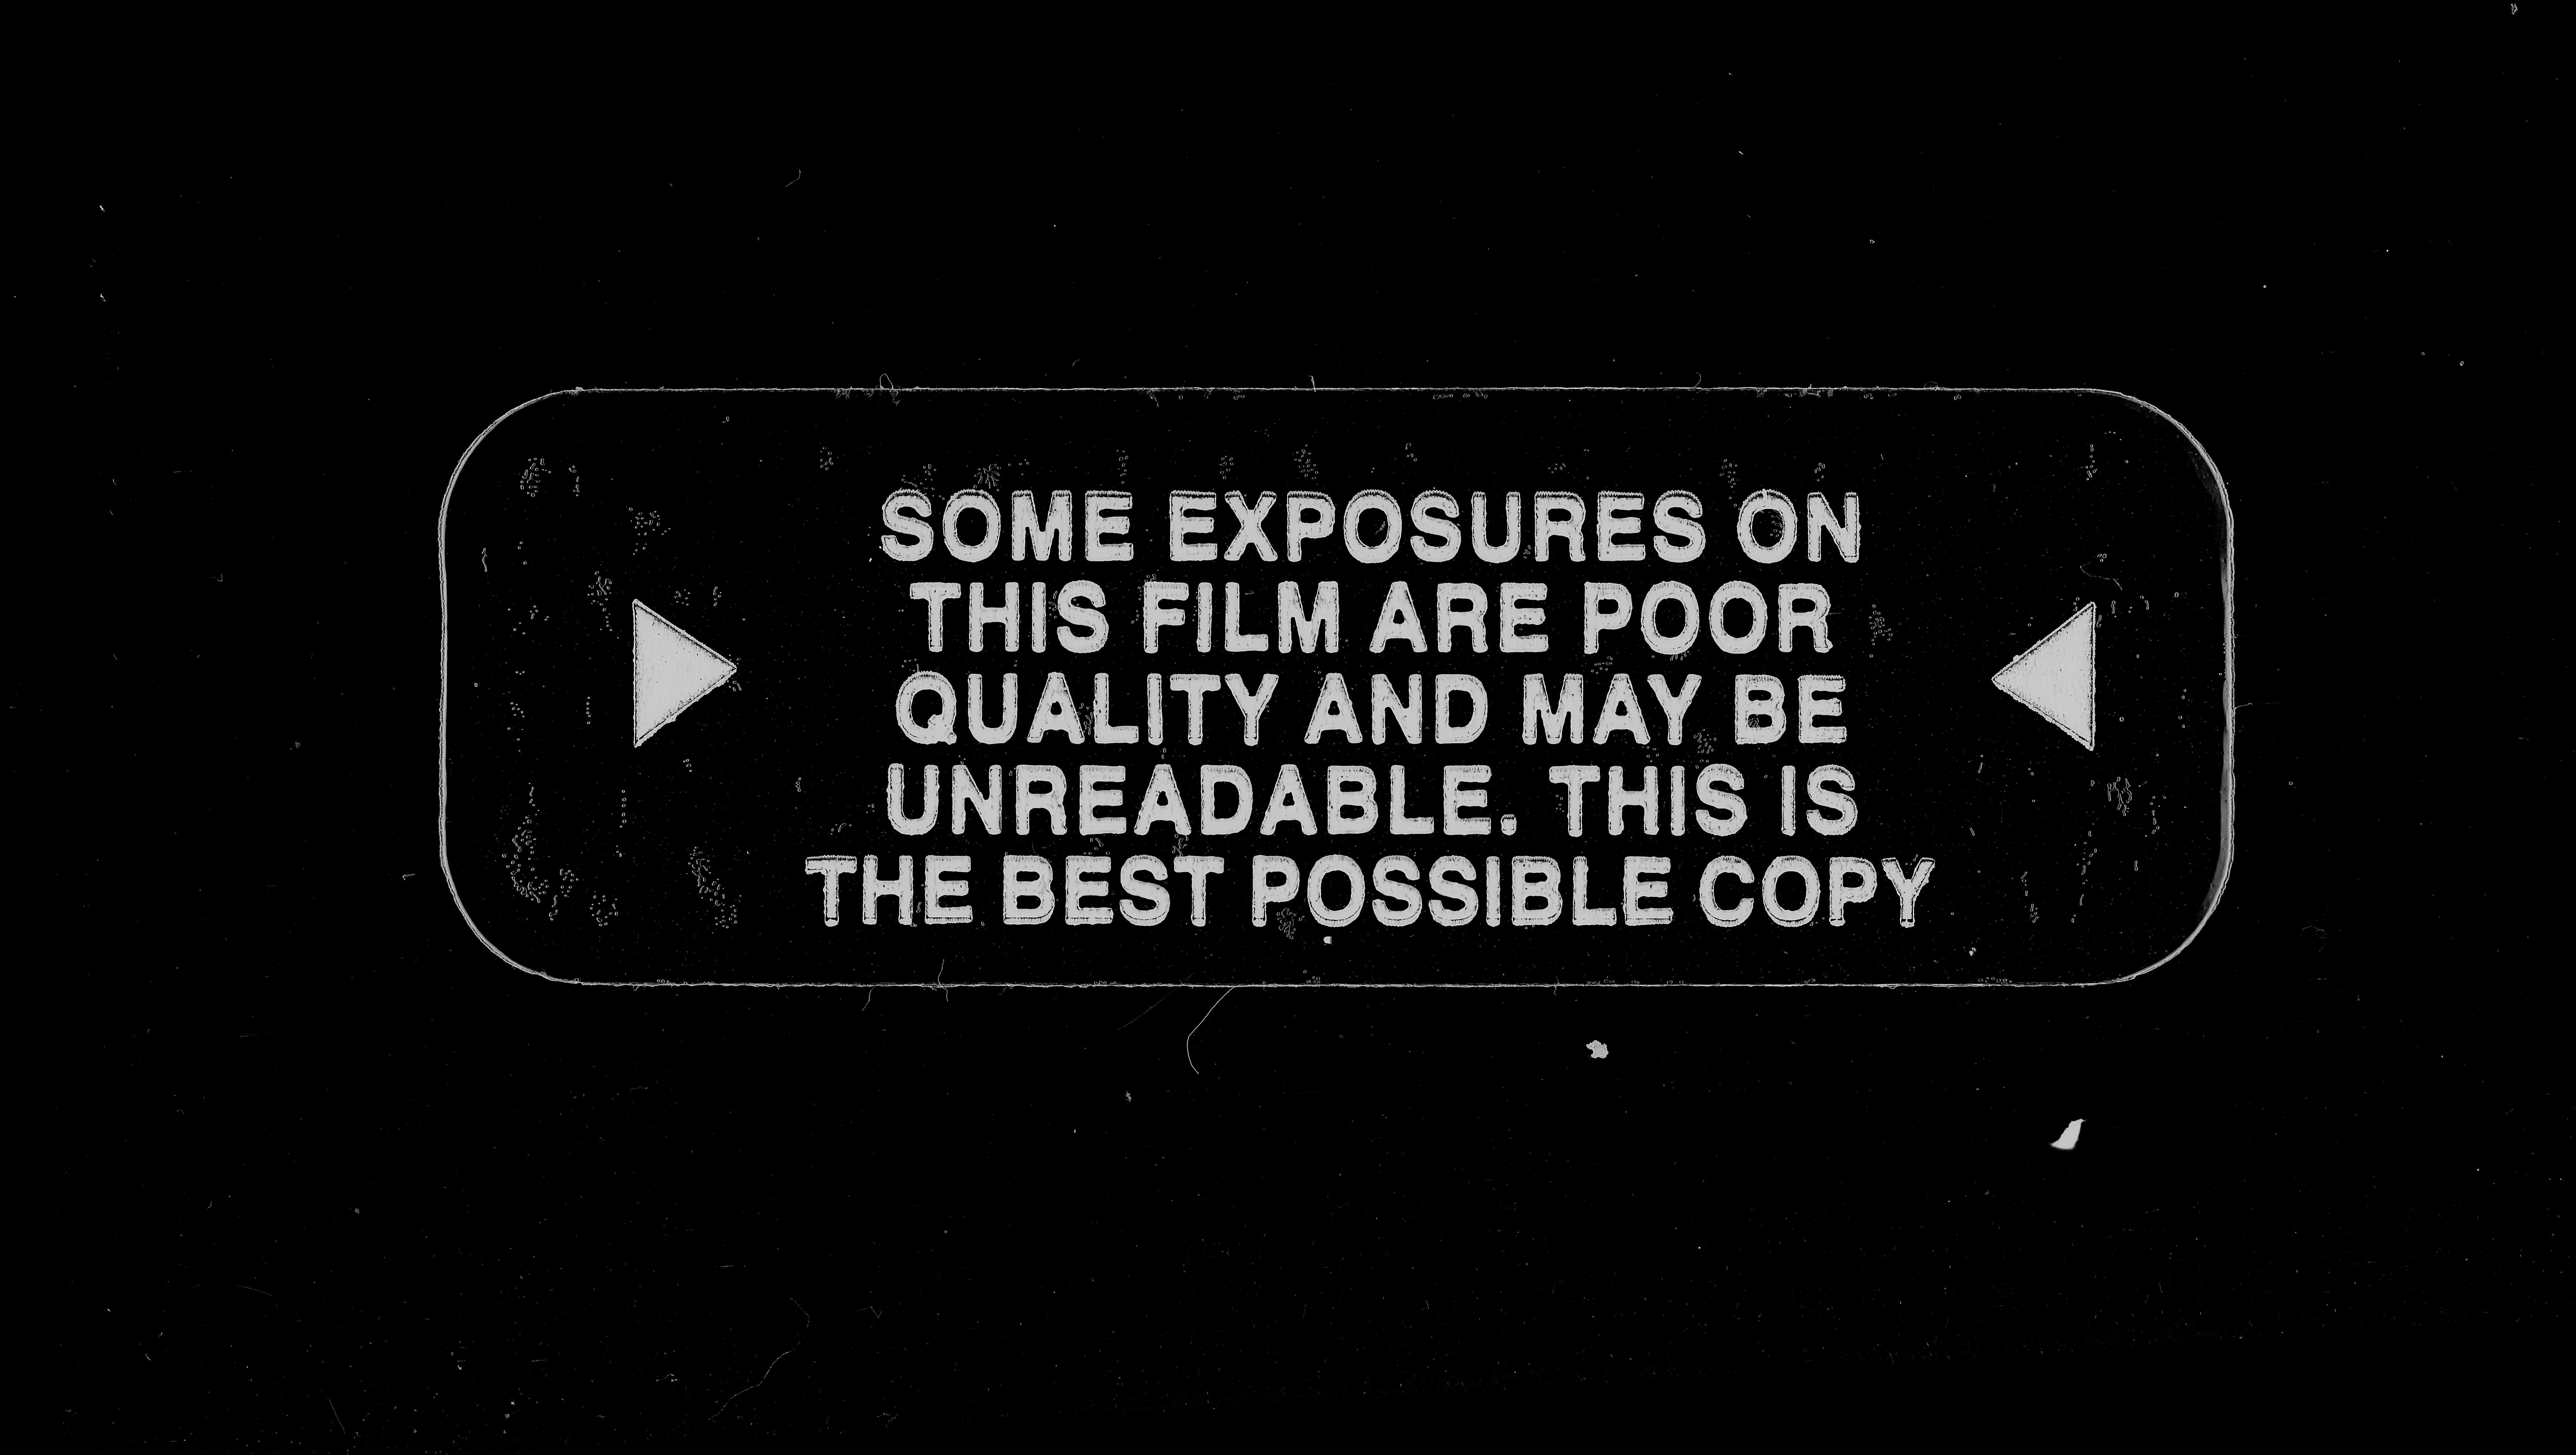 SOME EXPOSURES ON
THIS FILM ARE POOR
QUALITY AND MAY BE
UNREADABLE. THIS IS
THE BEST POSSIBLE COPY